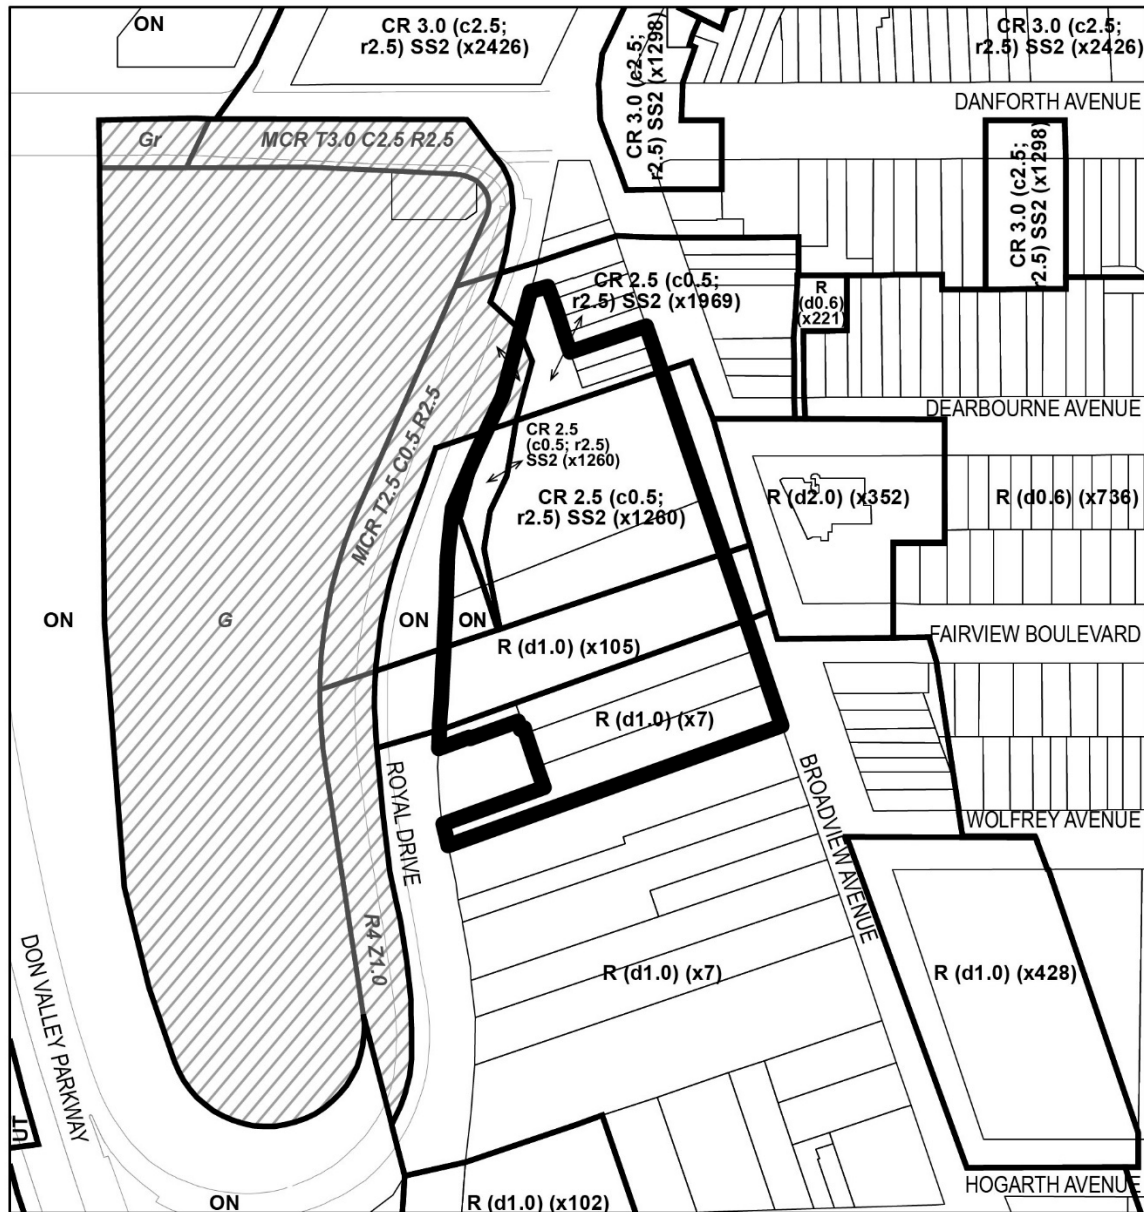 ON
CR 3.0 (c2.5;
r2.5) SS2 (x2426)
CR 3.0 (c2.5;
r2.5) SS2 (x1298)
CR 3.0 (c2.5;
r2.5) SS2 (x2426)
DANFORTH AVENUE
Gr
MCR T3.0 C2.5 R2.5
CR 3.0 (c2.5;
r2.5) SS2 (x1298)
CR 2.5 (c0.5;
r2.5) SS2 (x1969)
R
(d0.6)
(x221)
DEARBOURNE AVENUE
MCR T2.5 C0.5 R2.5
CR 2.5
(c0.5; r2.5)
SS2 (x1260)
CR 2.5 (c0.5;
r2.5) SS2 (x1260)
R (d2.0) (x352)
R (d0.6) (x736)
ON
G
ON
ON
FAIRVIEW BOULEVARD
R (d1.0) (x105)
R (d1.0) (x7)
ROYAL DRIVE
BROADVIEW AVENUE
WOLFREY AVENUE
R4 Z1.0
DON VALLEY PARKWAY
R (d1.0) (x7)
R (d1.0) (x428)
UT
ON
R (d1.0) (x102)
HOGARTH AVENUE